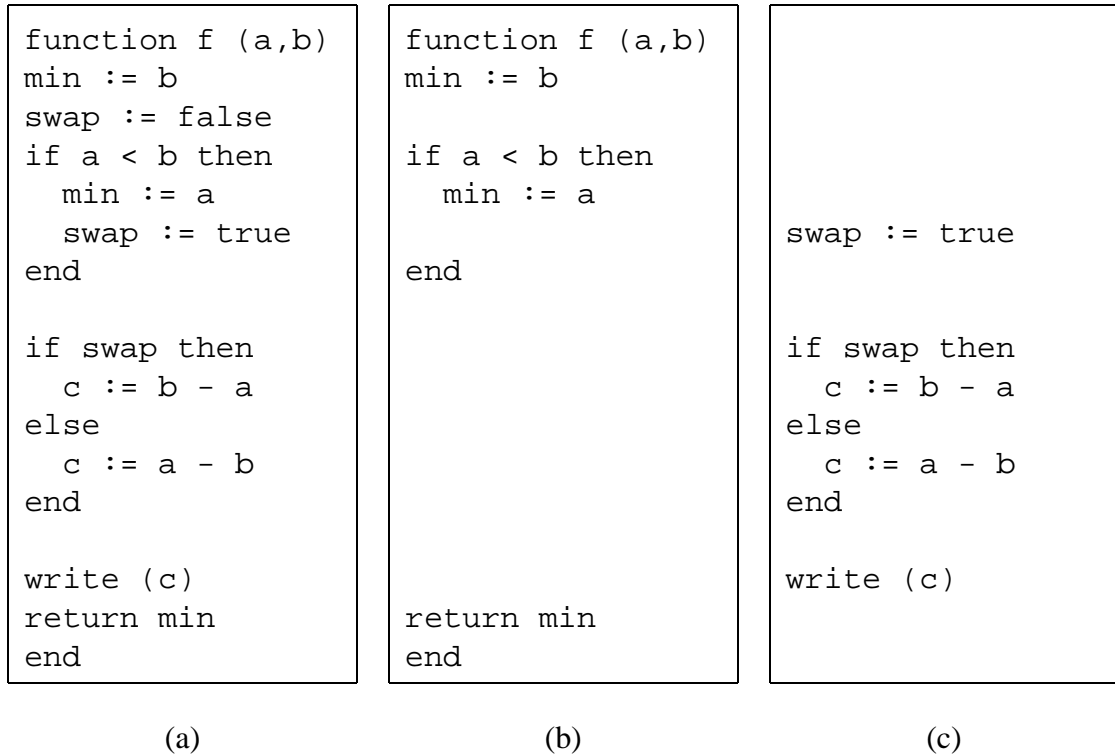 function f (a,b)
min := b
swap := false
if a < b then
  min := a
  swap := true
end
if swap then
  c := b - a
else
  c := a - b
end
write (c)
return min
end
(a)
function f (a,b)
min := b
if a < b then
  min := a
end
return min
end
(b)
swap := true
if swap then
  c := b - a
else
  c := a - b
end
write (c)
(c)